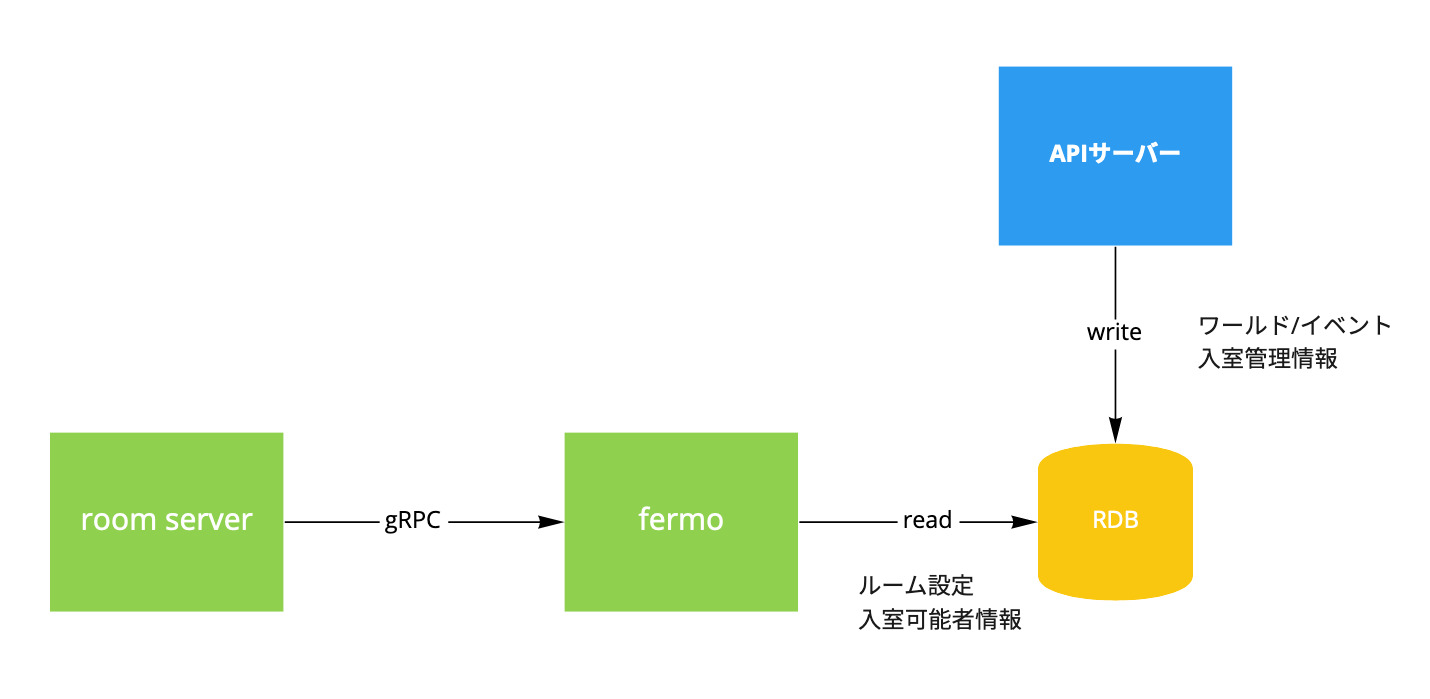 APIサーバー
write
ワールド/イベント
入室管理情報
room server
gRPC
fermo
read
RDB
ルーム設定
入室可能者情報